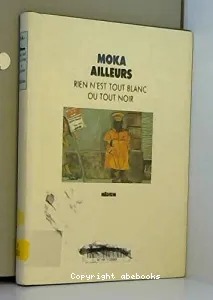 MOKA
AILLEURS
RIEN N'EST TOUT BLANC
OU TOUT NOIR
MÉDIUM
Copyright abebooks